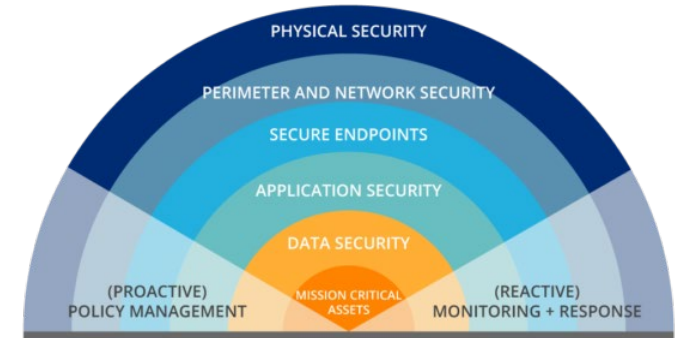 PHYSICAL SECURITY
PERIMETER AND NETWORK SECURITY
SECURE ENDPOINTS
APPLICATION SECURITY
DATA SECURITY
MISSION CRITICAL
ASSETS
(PROACTIVE)
POLICY MANAGEMENT
(REACTIVE)
MONITORING + RESPONSE